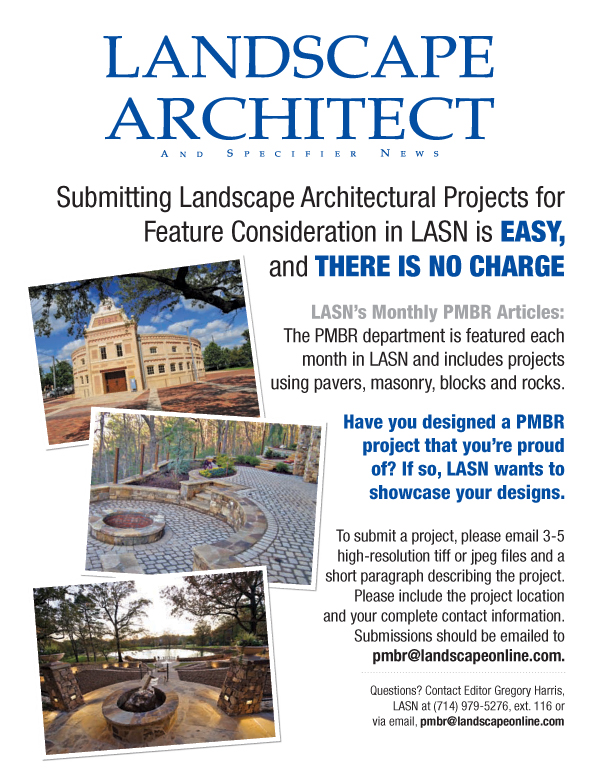 LANDSCAPE
ARCHITECT
AND SPECIFIER NEWS
Submitting Landscape Architectural Projects for
Feature Consideration in LASN is EASY,
and THERE IS NO CHARGE
LASN's Monthly PMBR Articles:
The PMBR department is featured each
month in LASN and includes projects
using pavers, masonry, blocks and rocks.
Have you designed a PMBR
project that you're proud
of? If so, LASN wants to
showcase your designs.
To submit a project, please email 3-5
high-resolution tiff or jpeg files and a
short paragraph describing the project.
Please include the project location
and your complete contact information.
Submissions should be emailed to
pmbr@landscapeonline.com.
Questions? Contact Editor Gregory Harris,
LASN at (714) 979-5276, ext. 116 or
via email, pmbr@landscapeonline.com